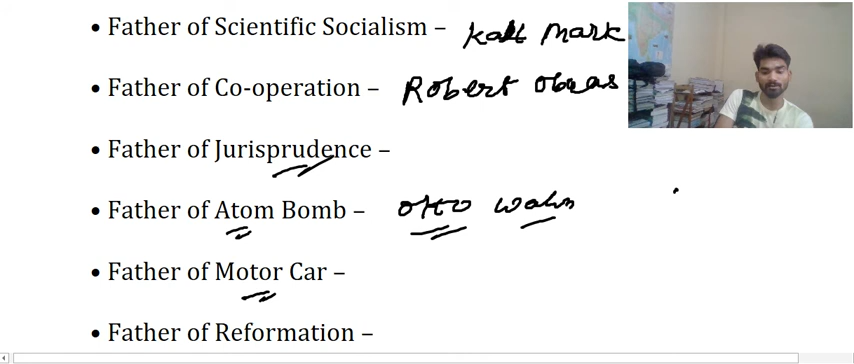 • Father of Scientific Socialism – Kall Mark
• Father of Co-operation – Robert
• Father of Jurisprudence –
• Father of Atom Bomb – Otto wahn
• Father of Motor Car –
• Father of Reformation –